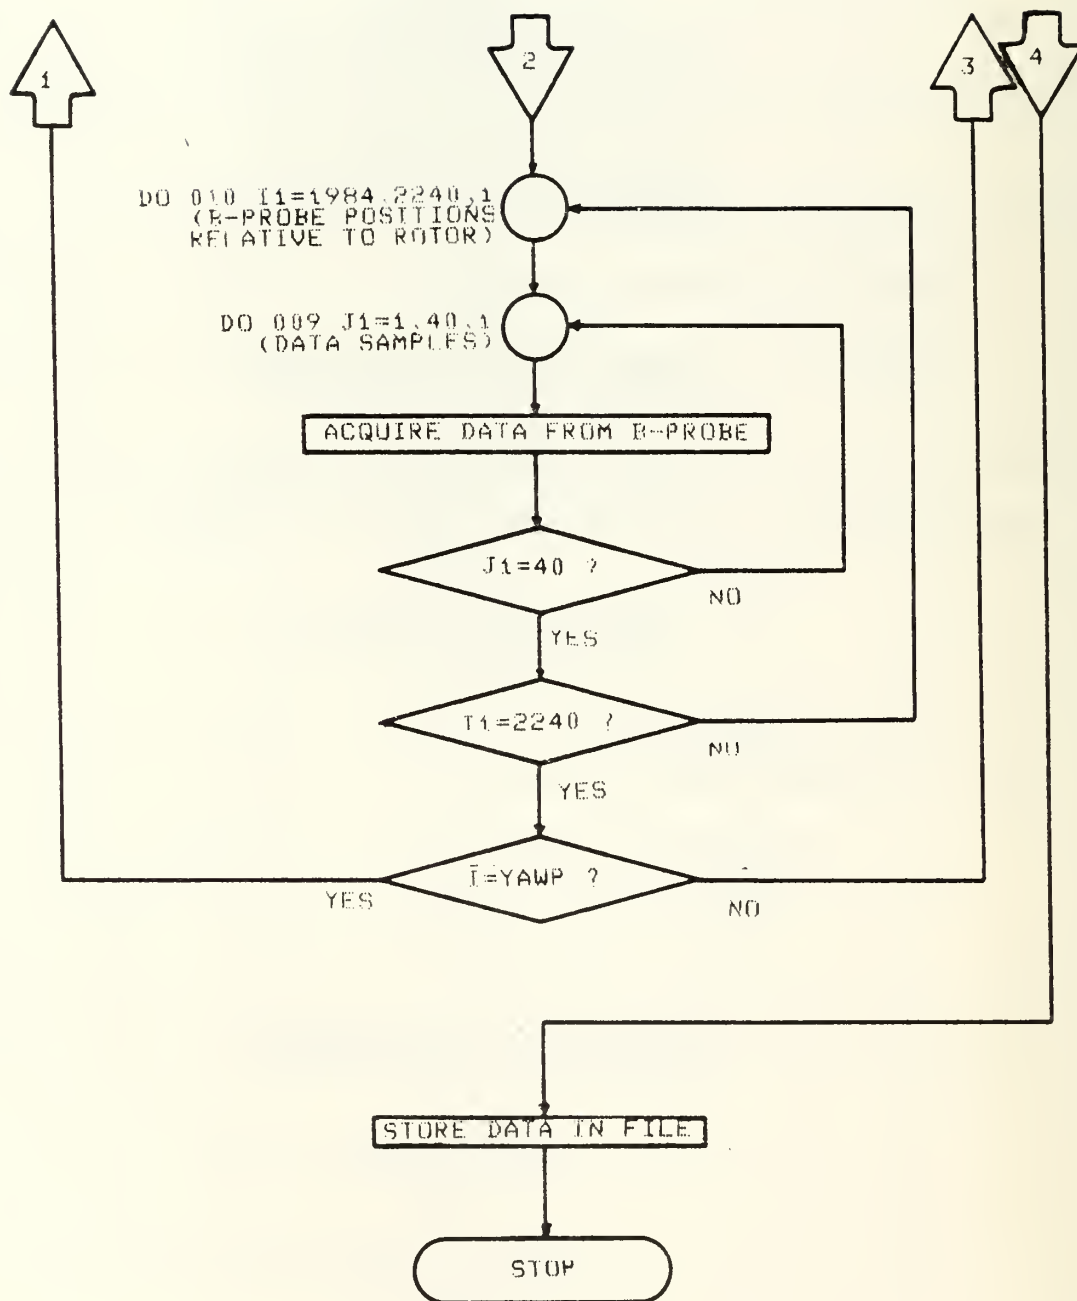 1
2
3
4
DO 010 I1=1984,2240,1
(B-PROBE POSITIONS
RELATIVE TO ROTOR)
DO 009 J1=1,40,1
(DATA SAMPLES)
ACQUIRE DATA FROM B-PROBE
J1=40 ?
NO
YES
I1=2240 ?
NO
YES
I=YAWP ?
YES
NO
STORE DATA IN FILE
STOP